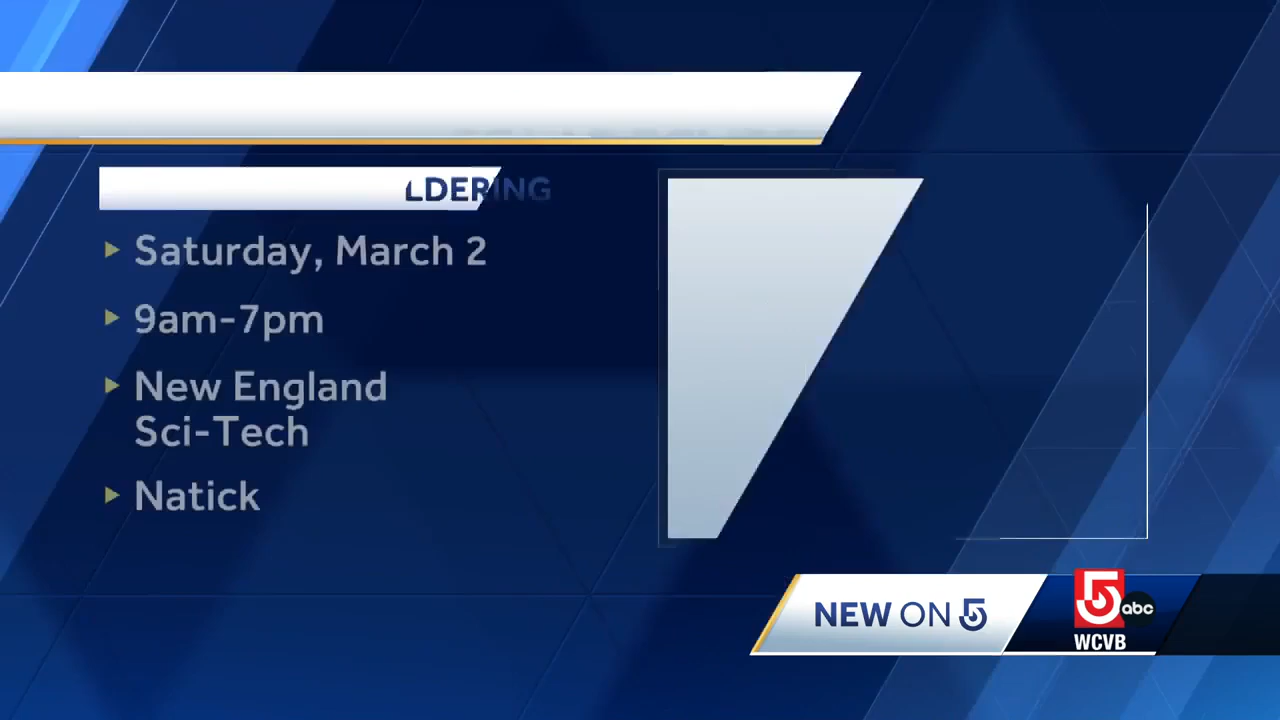 LDERING
Saturday, March 2
9am-7pm
New England
Sci-Tech
Natick
NEW ON 5
5 abc
WCVB